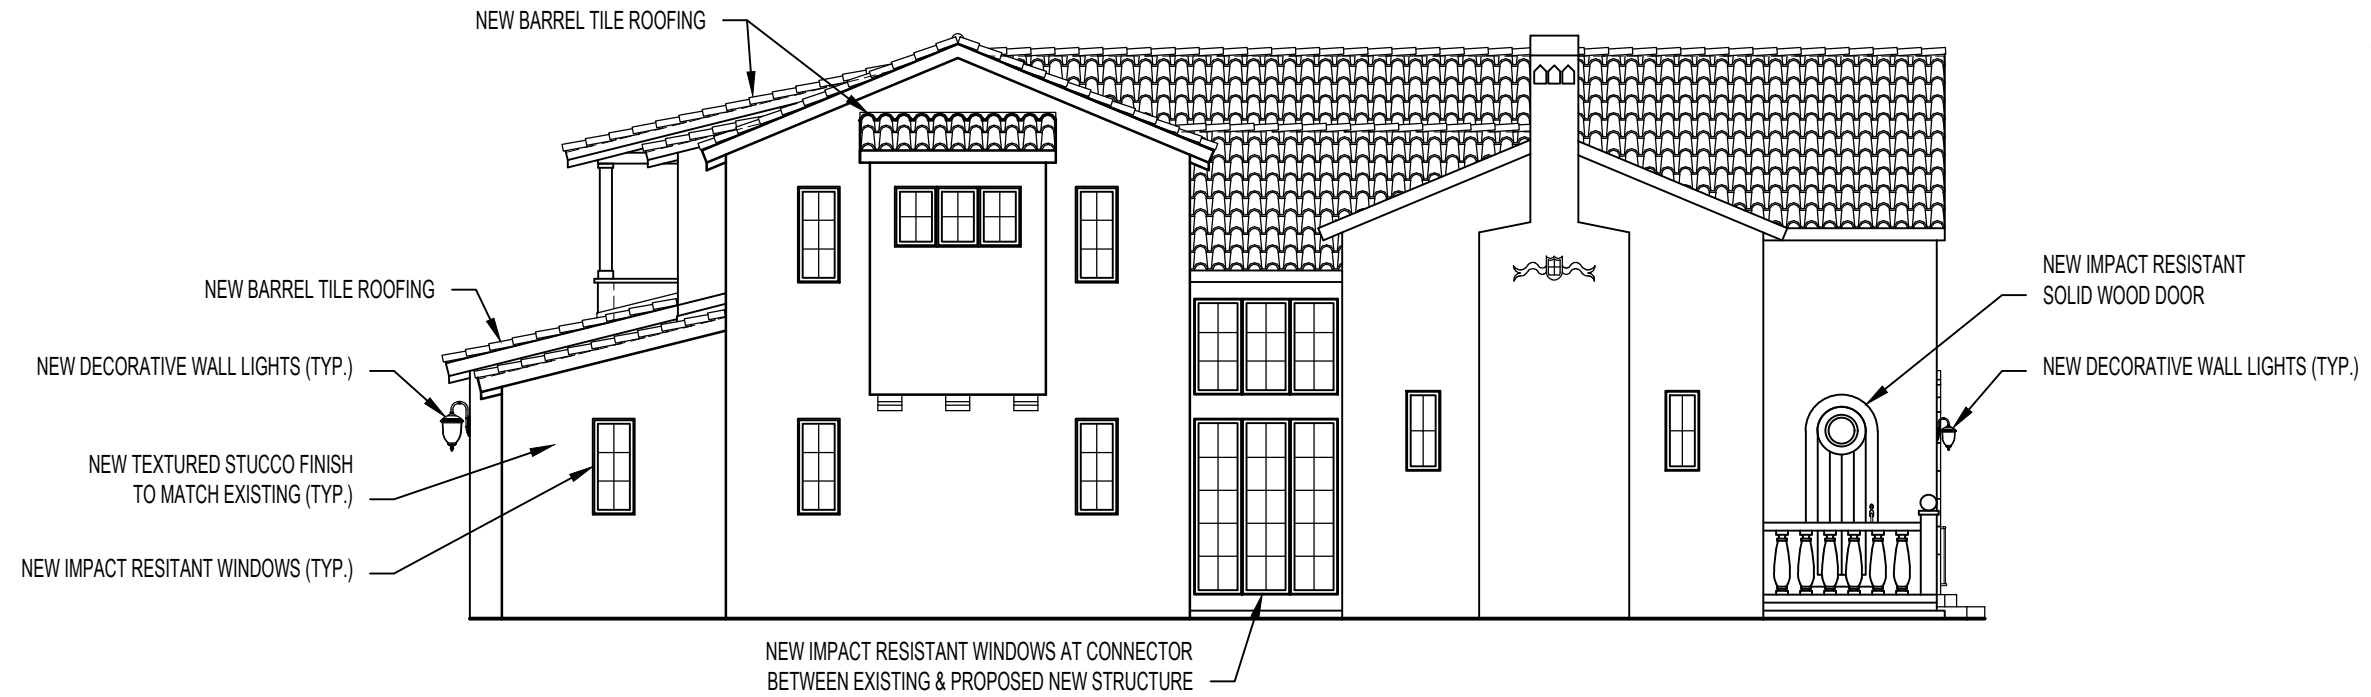 NEW BARREL TILE ROOFING
NEW BARREL TILE ROOFING
NEW DECORATIVE WALL LIGHTS (TYP.)
NEW TEXTURED STUCCO FINISH
TO MATCH EXISTING (TYP.)
NEW IMPACT RESITANT WINDOWS (TYP.)
NEW IMPACT RESISTANT WINDOWS AT CONNECTOR
BETWEEN EXISTING & PROPOSED NEW STRUCTURE
NEW IMPACT RESISTANT
SOLID WOOD DOOR
NEW DECORATIVE WALL LIGHTS (TYP.)